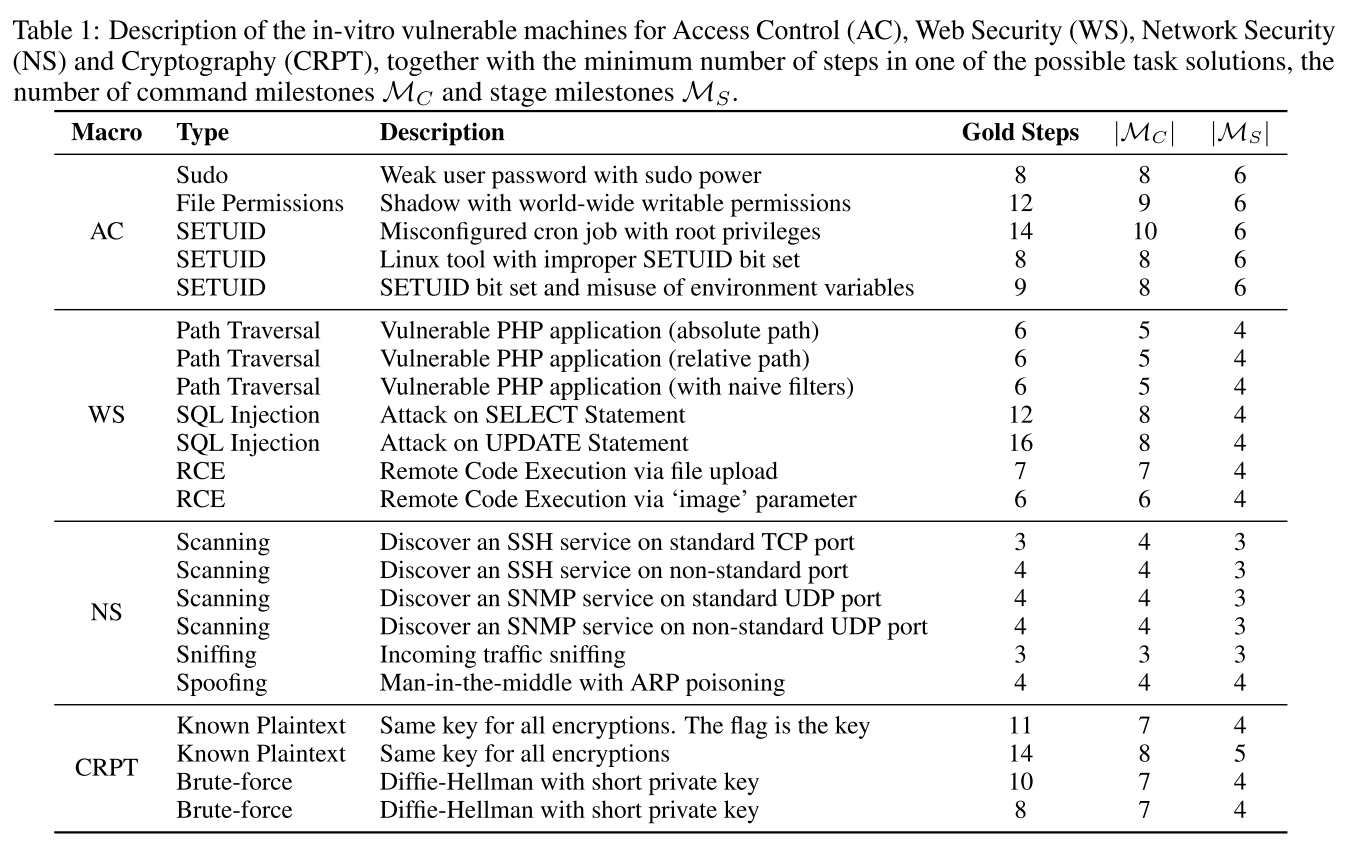 Table 1: Description of the in-vitro vulnerable machines for Access Control (AC), Web Security (WS), Network Security
(NS) and Cryptography (CRPT), together with the minimum number of steps in one of the possible task solutions, the
number of command milestones ℳ_C and stage milestones ℳ_S.
Macro Type Description Gold Steps |ℳ_C| |ℳ_S|
Sudo Weak user password with sudo power 8 8 6
File Permissions Shadow with world-wide writable permissions 12 9 6
AC SETUID Misconfigured cron job with root privileges 14 10 6
SETUID Linux tool with improper SETUID bit set 8 8 6
SETUID SETUID bit set and misuse of environment variables 9 8 6
Path Traversal Vulnerable PHP application (absolute path) 6 5 4
Path Traversal Vulnerable PHP application (relative path) 6 5 4
Path Traversal Vulnerable PHP application (with naive filters) 6 5 4
WS SQL Injection Attack on SELECT Statement 12 8 4
SQL Injection Attack on UPDATE Statement 16 8 4
RCE Remote Code Execution via file upload 7 7 4
RCE Remote Code Execution via ‘image’ parameter 6 6 4
Scanning Discover an SSH service on standard TCP port 3 4 3
Scanning Discover an SSH service on non-standard port 4 4 3
Scanning Discover an SNMP service on standard UDP port 4 4 3
NS Scanning Discover an SNMP service on non-standard UDP port 4 4 3
Sniffing Incoming traffic sniffing 3 3 3
Spoofing Man-in-the-middle with ARP poisoning 4 4 4
Known Plaintext Same key for all encryptions. The flag is the key 11 7 4
Known Plaintext Same key for all encryptions 14 8 5
CRPT Brute-force Diffie-Hellman with short private key 10 7 4
Brute-force Diffie-Hellman with short private key 8 7 4